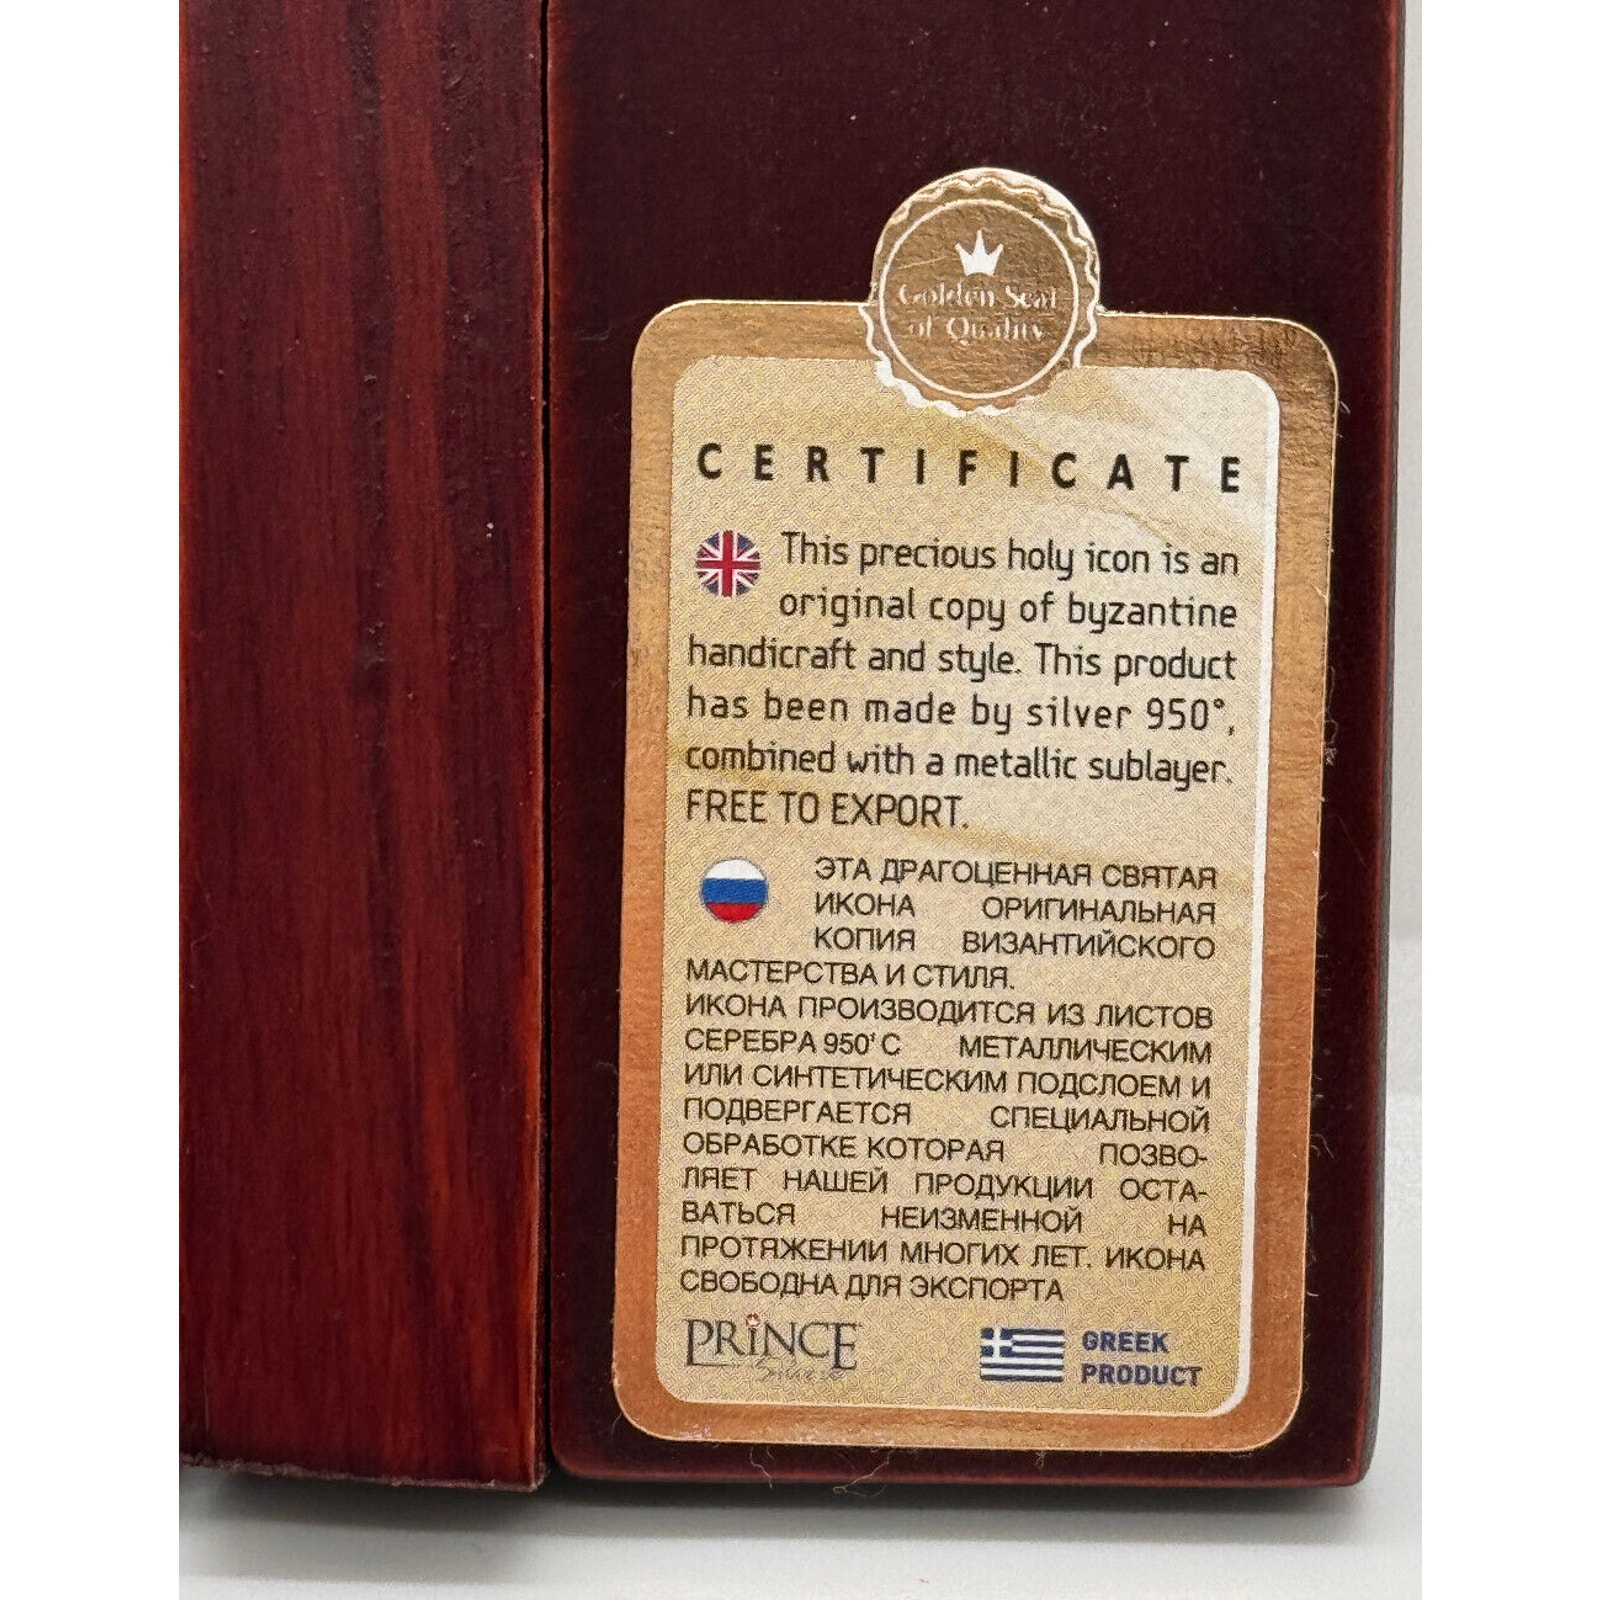 Golden Seal
of Quality
CERTIFICATE
This precious holy icon is an
original copy of byzantine
handicraft and style. This product
has been made by silver 950°,
combined with a metallic sublayer.
FREE TO EXPORT.
ЭТА ДРАГОЦЕННАЯ СВЯТАЯ
ИКОНА ОРИГИНАЛЬНАЯ
КОПИЯ ВИЗАНТИЙСКОГО
МАСТЕРСТВА И СТИЛЯ.
ИКОНА ПРОИЗВОДИТСЯ ИЗ ЛИСТОВ
СЕРЕБРА 950' С МЕТАЛЛИЧЕСКИМ
ИЛИ СИНТЕТИЧЕСКИМ ПОДСЛОЕМ И
ПОДВЕРГАЕТСЯ СПЕЦИАЛЬНОЙ
ОБРАБОТКЕ КОТОРАЯ ПОЗВО-
ЛЯЕТ НАШЕЙ ПРОДУКЦИИ ОСТА-
ВАТЬСЯ НЕИЗМЕННОЙ НА
ПРОТЯЖЕНИИ МНОГИХ ЛЕТ. ИКОНА
СВОБОДНА ДЛЯ ЭКСПОРТА
PRINCE
Silvero
GREEK
PRODUCT